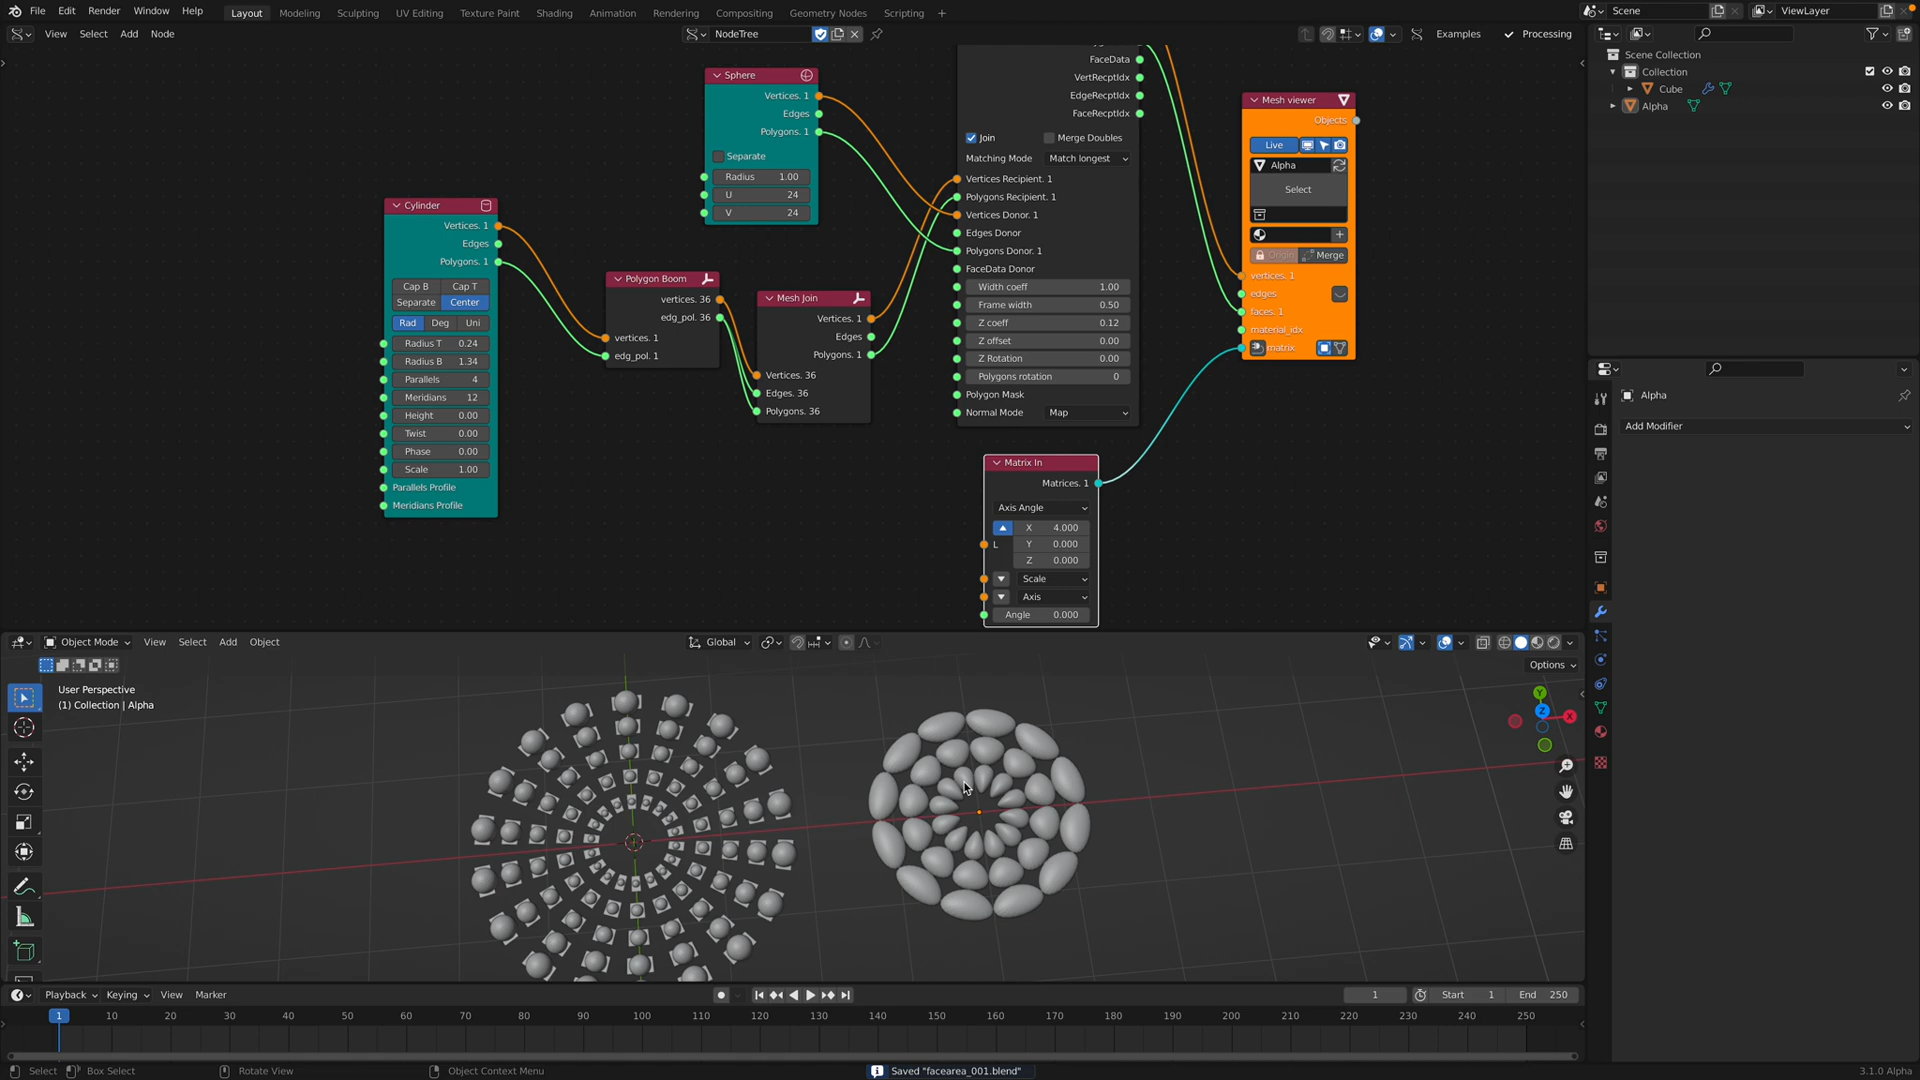 File Edit Render Window Help
Layout Modeling Sculpting UV Editing Texture Paint Shading Animation Rendering Compositing Geometry Nodes Scripting +
Scene
ViewLayer
View Select Add Node
NodeTree
Examples Processing
Scene Collection
Collection
Cube
Alpha
Sphere
Vertices. 1
Edges
Polygons. 1
Separate
Radius 1.00
U 24
V 24
Cylinder
Vertices. 1
Edges
Polygons. 1
Cap B Cap T
Separate Center
Rad Deg Uni
Radius T 0.24
Radius B 1.34
Parallels 4
Meridians 12
Height 0.00
Twist 0.00
Phase 0.00
Scale 1.00
Parallels Profile
Meridians Profile
Polygon Boom
vertices. 36
edg_pol. 36
vertices. 1
edg_pol. 1
Mesh Join
Vertices. 1
Edges
Polygons. 1
Vertices. 36
Edges. 36
Polygons. 36
FaceData
VertRecptIdx
EdgeRecptIdx
FaceRecptIdx
Join Merge Doubles
Matching Mode Match longest
Vertices Recipient. 1
Polygons Recipient. 1
Vertices Donor. 1
Edges Donor
Polygons Donor. 1
FaceData Donor
Width coeff 1.00
Frame width 0.50
Z coeff 0.12
Z offset 0.00
Z Rotation 0.00
Polygons rotation 0
Polygon Mask
Normal Mode Map
Matrix In
Matrices. 1
Axis Angle
X 4.000
L Y 0.000
Z 0.000
Scale
Axis
Angle 0.000
Mesh viewer
Objects
Live
Alpha
Select
Origin Merge
vertices. 1
edges
faces. 1
material_idx
matrix
Alpha
Add Modifier
Object Mode View Select Add Object
Global
Options
User Perspective
(1) Collection | Alpha
Y
Z
X
Playback Keying View Marker
1 Start 1 End 250
1 10 20 30 40 50 60 70 80 90 100 110 120 130 140 150 160 170 180 190 200 210 220 230 240 250
Select Box Select Rotate View Object Context Menu
Saved "facearea_001.blend"
3.1.0 Alpha